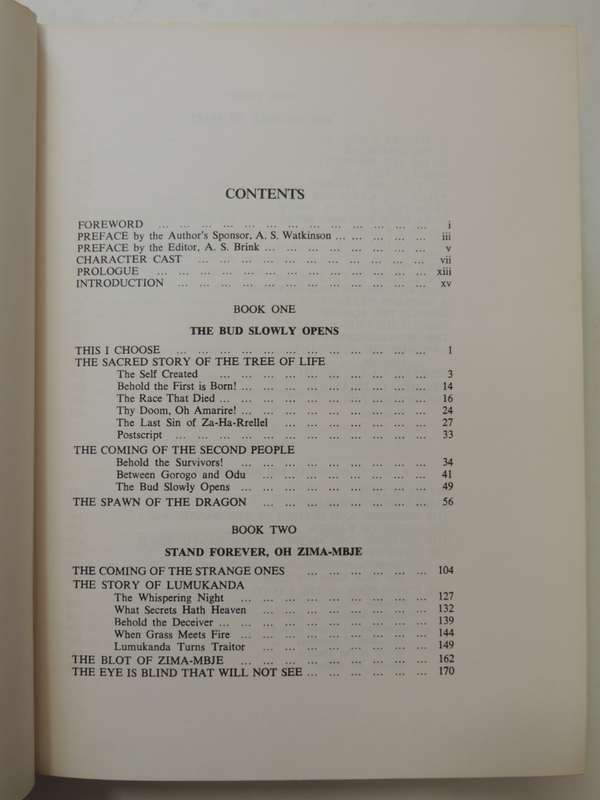 CONTENTS
FOREWORD ... ... ... ... ... ... ... ... ... ... ... ... i
PREFACE by the Author's Sponsor, A. S. Watkinson ... ... ... ... ... iii
PREFACE by the Editor, A. S. Brink ... ... ... ... ... ... ... ... v
CHARACTER CAST ... ... ... ... ... ... ... ... ... ... ... vii
PROLOGUE ... ... ... ... ... ... ... ... ... ... ... ... xiii
INTRODUCTION ... ... ... ... ... ... ... ... ... ... ... ... xv
BOOK ONE
THE BUD SLOWLY OPENS
THIS I CHOOSE ... ... ... ... ... ... ... ... ... ... ... ... 1
THE SACRED STORY OF THE TREE OF LIFE
The Self Created ... ... ... ... ... ... ... ... ... ... 3
Behold the First is Born! ... ... ... ... ... ... ... ... ... 14
The Race That Died ... ... ... ... ... ... ... ... ... ... 16
Thy Doom, Oh Amarire! ... ... ... ... ... ... ... ... ... 24
The Last Sin of Za-Ha-Rrellel ... ... ... ... ... ... ... 27
Postscript ... ... ... ... ... ... ... ... ... ... ... ... 33
THE COMING OF THE SECOND PEOPLE
Behold the Survivors! ... ... ... ... ... ... ... ... ... 34
Between Gorogo and Odu ... ... ... ... ... ... ... ... 41
The Bud Slowly Opens ... ... ... ... ... ... ... ... ... 49
THE SPAWN OF THE DRAGON ... ... ... ... ... ... ... ... 56
BOOK TWO
STAND FOREVER, OH ZIMA-MBJE
THE COMING OF THE STRANGE ONES ... ... ... ... ... ... 104
THE STORY OF LUMUKANDA
The Whispering Night ... ... ... ... ... ... ... ... ... 127
What Secrets Hath Heaven ... ... ... ... ... ... ... ... 132
Behold the Deceiver ... ... ... ... ... ... ... ... ... ... 139
When Grass Meets Fire ... ... ... ... ... ... ... ... ... 144
Lumukanda Turns Traitor ... ... ... ... ... ... ... ... 149
THE BLOT OF ZIMA-MBJE ... ... ... ... ... ... ... ... ... 162
THE EYE IS BLIND THAT WILL NOT SEE ... ... ... ... ... ... 170